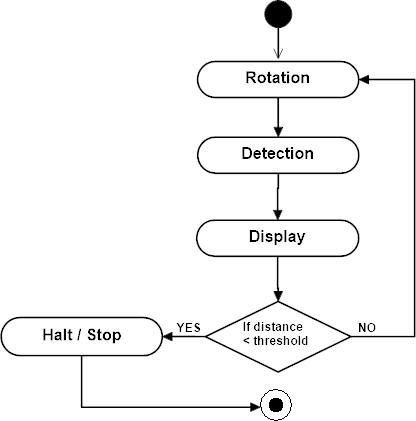 Rotation
Detection
Display
If distance
< threshold
YES
NO
Halt / Stop